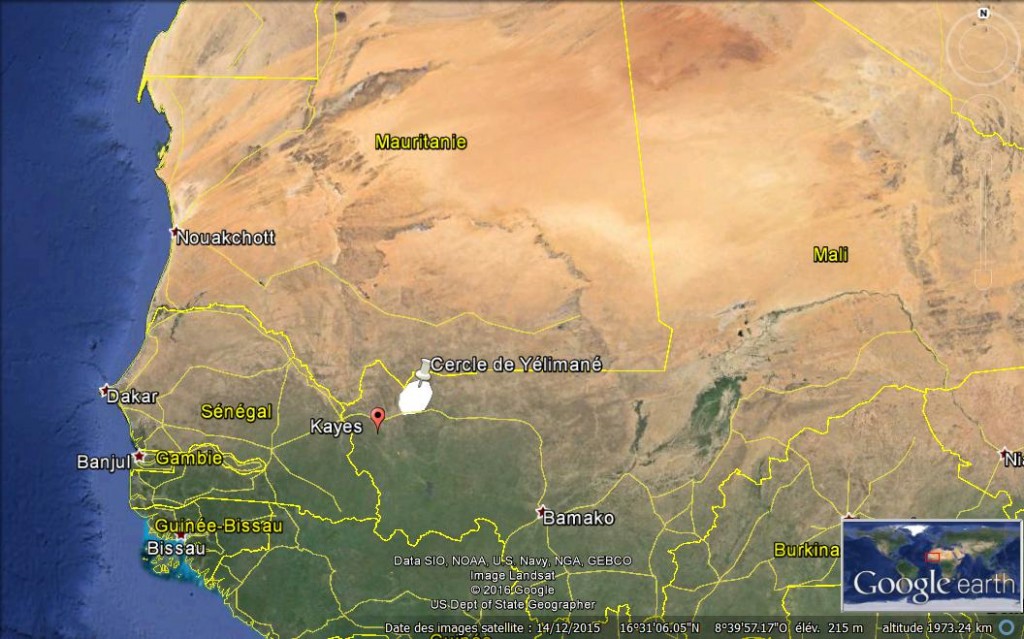 N
Mauritanie
Nouakchott
Mali
Cercle de Yélimané
Dakar
Sénégal
Kayes
Banjul
Gambie
Guinée-Bissau
Bissau
Bamako
Burkina
Data SIO, NOAA, U.S. Navy, NGA, GEBCO
Image Landsat
© 2016 Google
US Dept of State Geographer
Google earth
Date des images satellite : 14/12/2015 16°31'06.05"N 8°39'57.17"O élév. 215 m altitude 1973.24 km